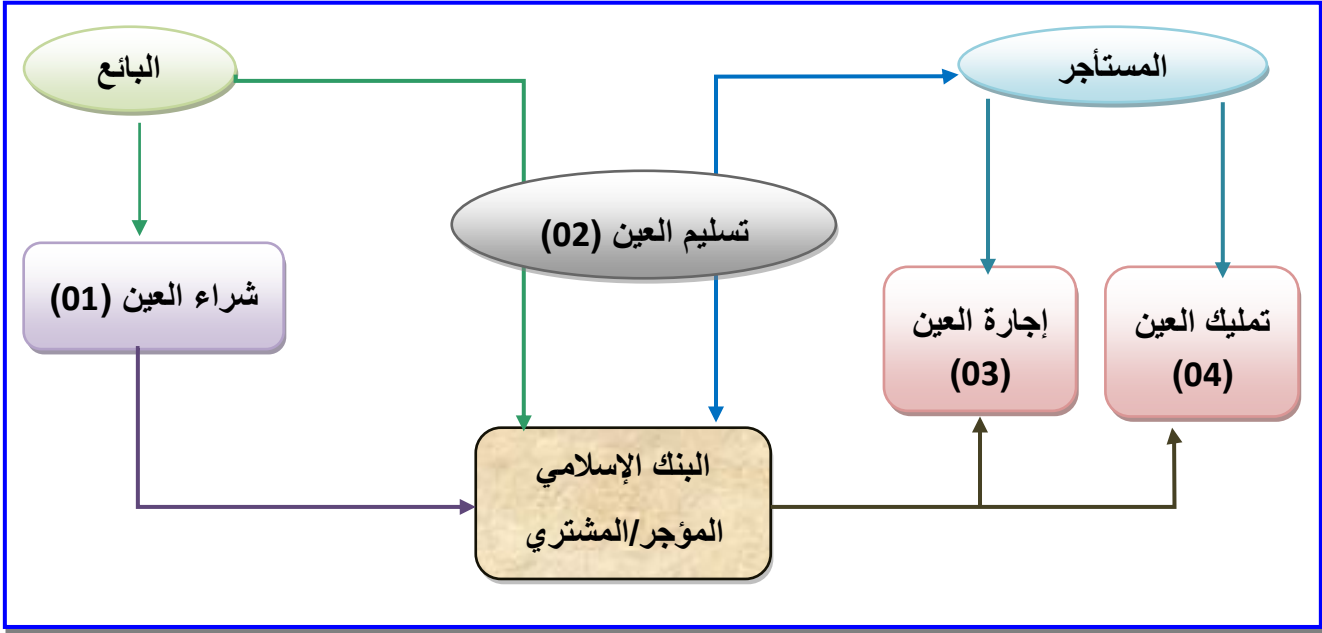 المستأجر
البائع
تسليم العين (02)
شراء العين (01)
إجارة العين
(03)
تمليك العين
(04)
البنك الإسلامي
المؤجر/المشتري